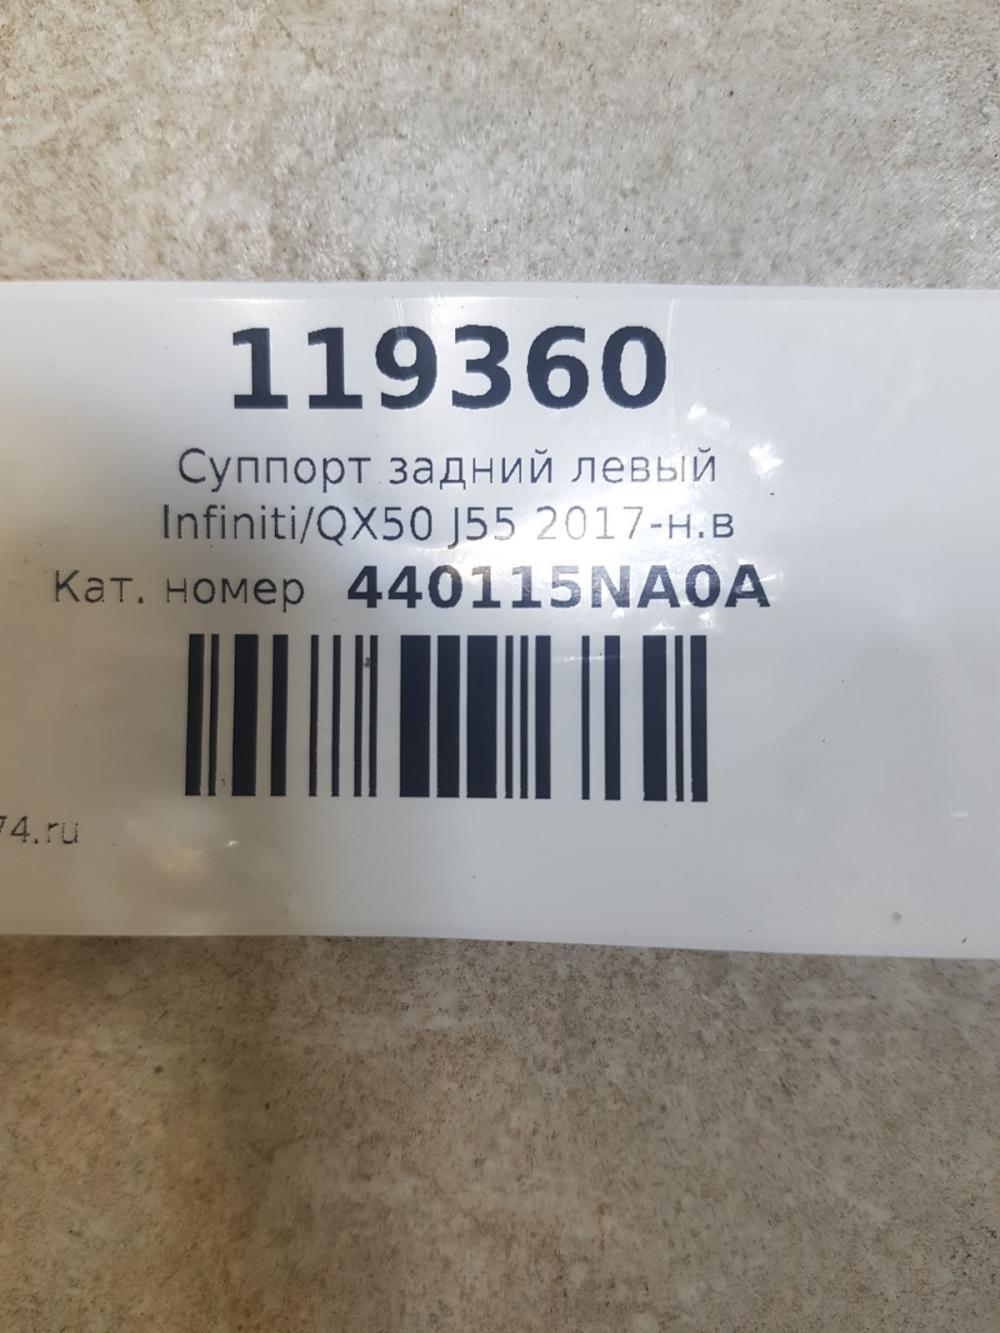 119360
Суппорт задний левый
Infiniti/QX50 J55 2017-н.в
Кат. номер 440115NA0A
74.ru